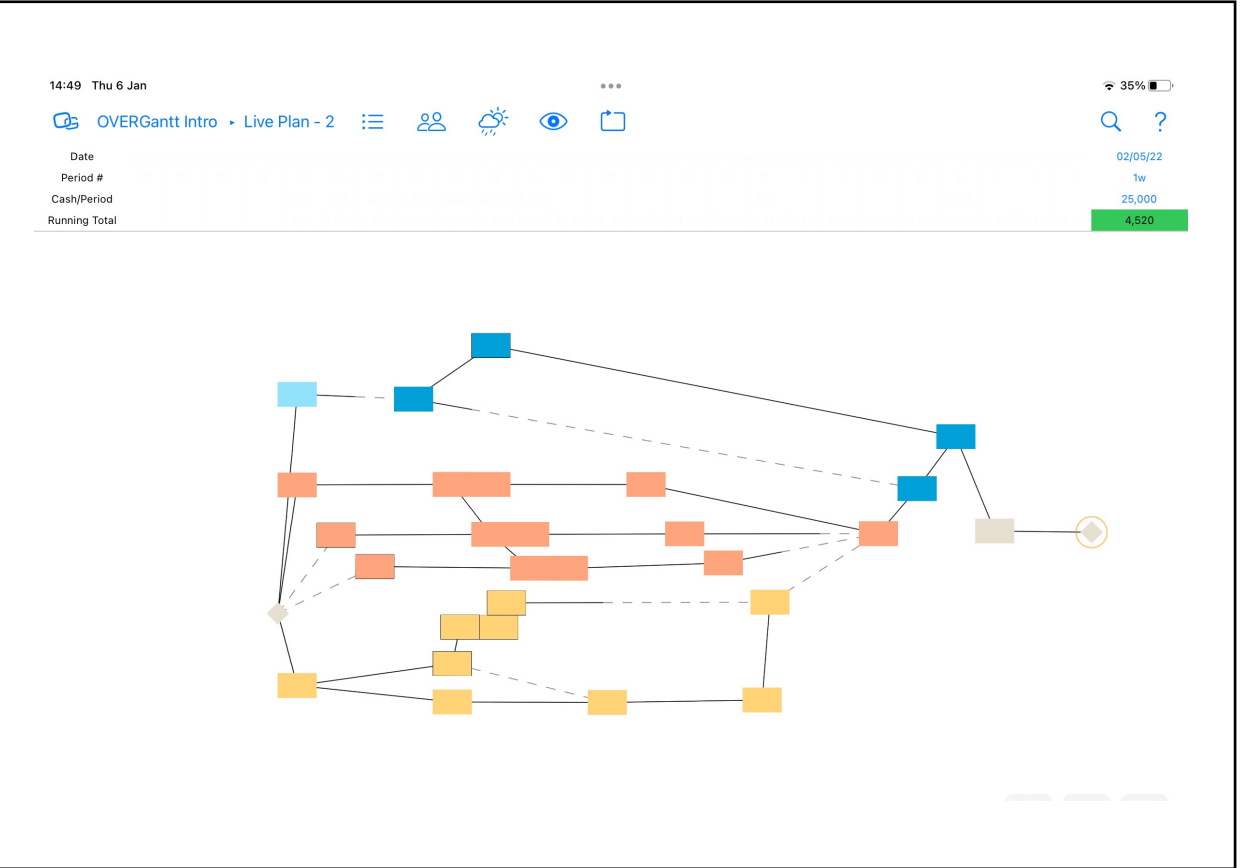 14:49 Thu 6 Jan
35%
OVERGantt Intro ▸ Live Plan - 2
?
Date 02/05/22
Period # 1w
Cash/Period 25,000
Running Total 4,520